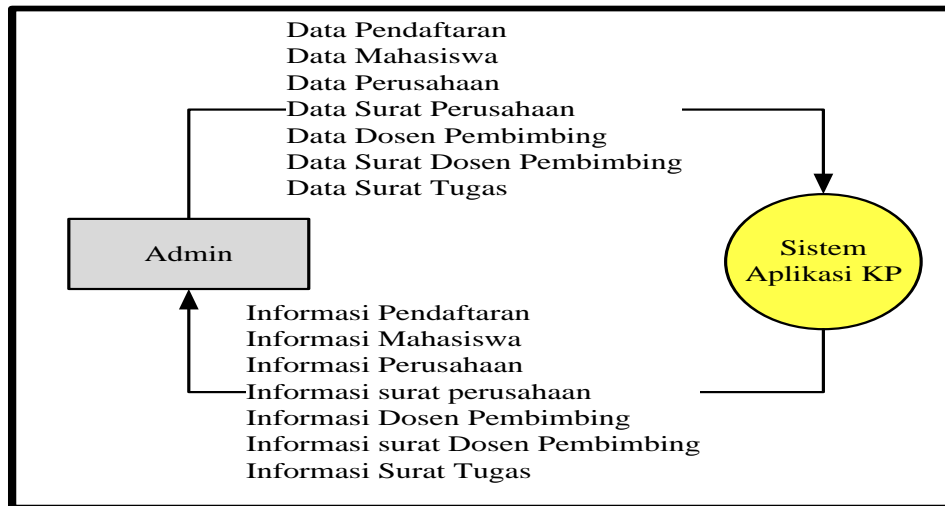 Data Pendaftaran
Data Mahasiswa
Data Perusahaan
Data Surat Perusahaan
Data Dosen Pembimbing
Data Surat Dosen Pembimbing
Data Surat Tugas
Admin
Sistem
Aplikasi KP
Informasi Pendaftaran
Informasi Mahasiswa
Informasi Perusahaan
Informasi surat perusahaan
Informasi Dosen Pembimbing
Informasi surat Dosen Pembimbing
Informasi Surat Tugas